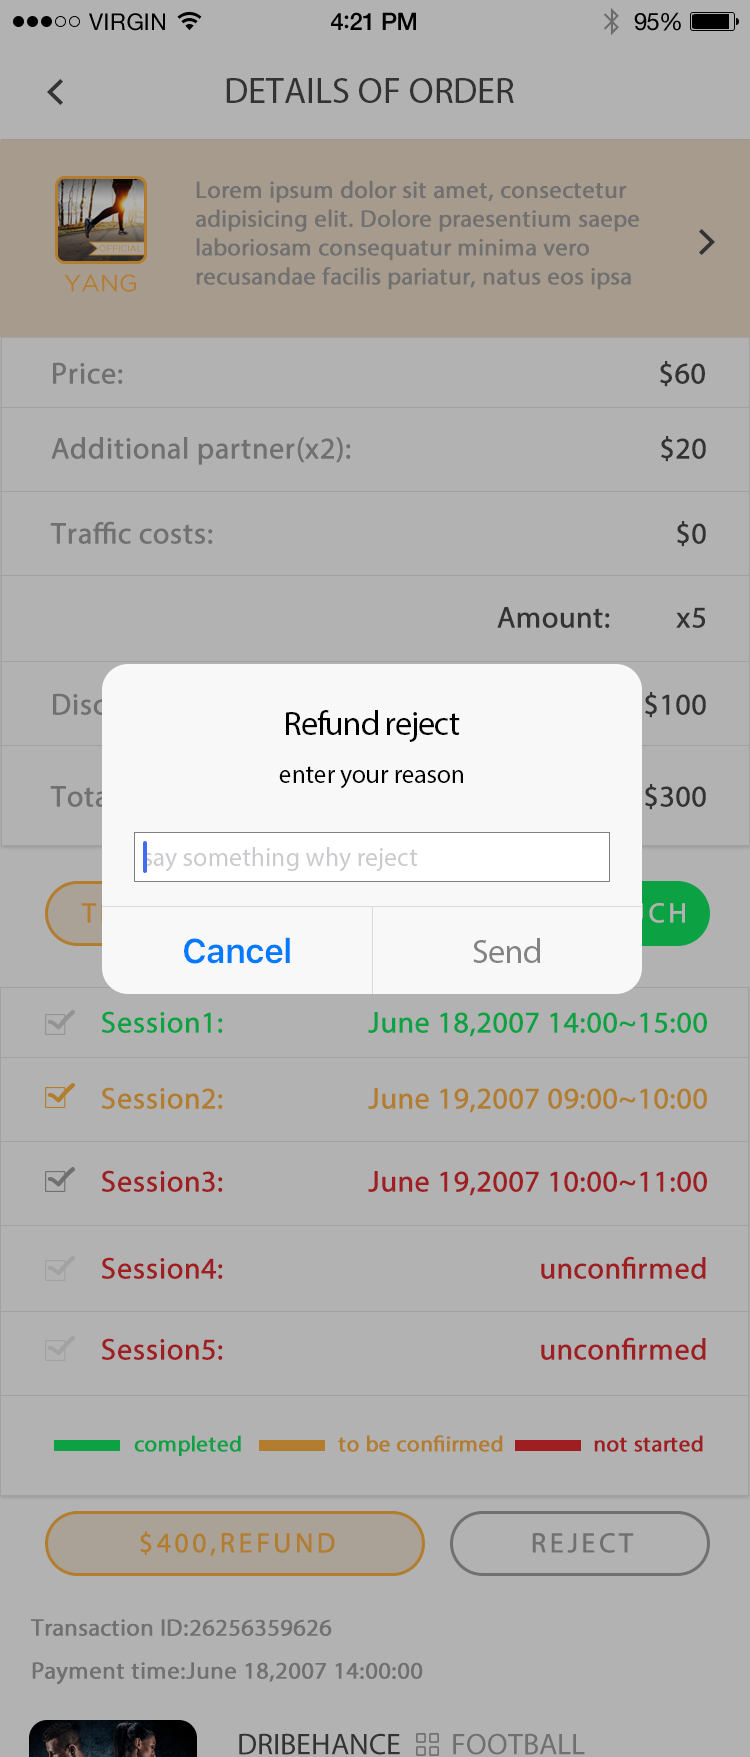 VIRGIN 4:21 PM 95%
DETAILS OF ORDER
Lorem ipsum dolor sit amet, consectetur
adipisicing elit. Dolore praesentium saepe
laboriosam consequatur minima vero
recusandae facilis pariatur, natus eos ipsa
OFFICIAL
YANG
Price: $60
Additional partner(x2): $20
Traffic costs: $0
Amount: x5
$100
$300
Refund reject
enter your reason
say something why reject
Cancel Send
Session1: June 18,2007 14:00~15:00
Session2: June 19,2007 09:00~10:00
Session3: June 19,2007 10:00~11:00
Session4: unconfirmed
Session5: unconfirmed
completed to be confiirmed not started
$400,REFUND REJECT
Transaction ID:26256359626
Payment time:June 18,2007 14:00:00
DRIBEHANCE FOOTBALL